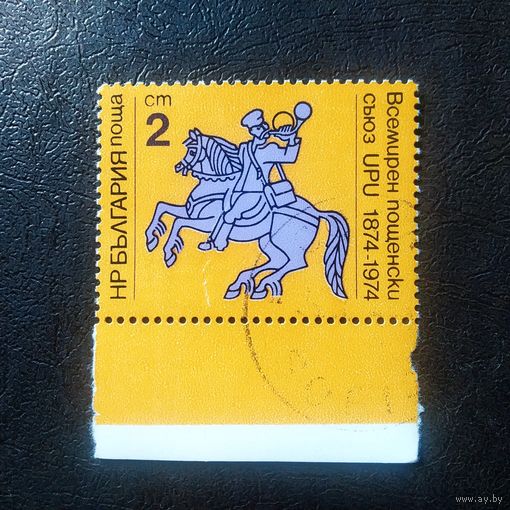 НР БЪЛГАРИЯ поща
ст
2
Всемирен пощенски
съюз UPU 1874-1974
© www.ay.by